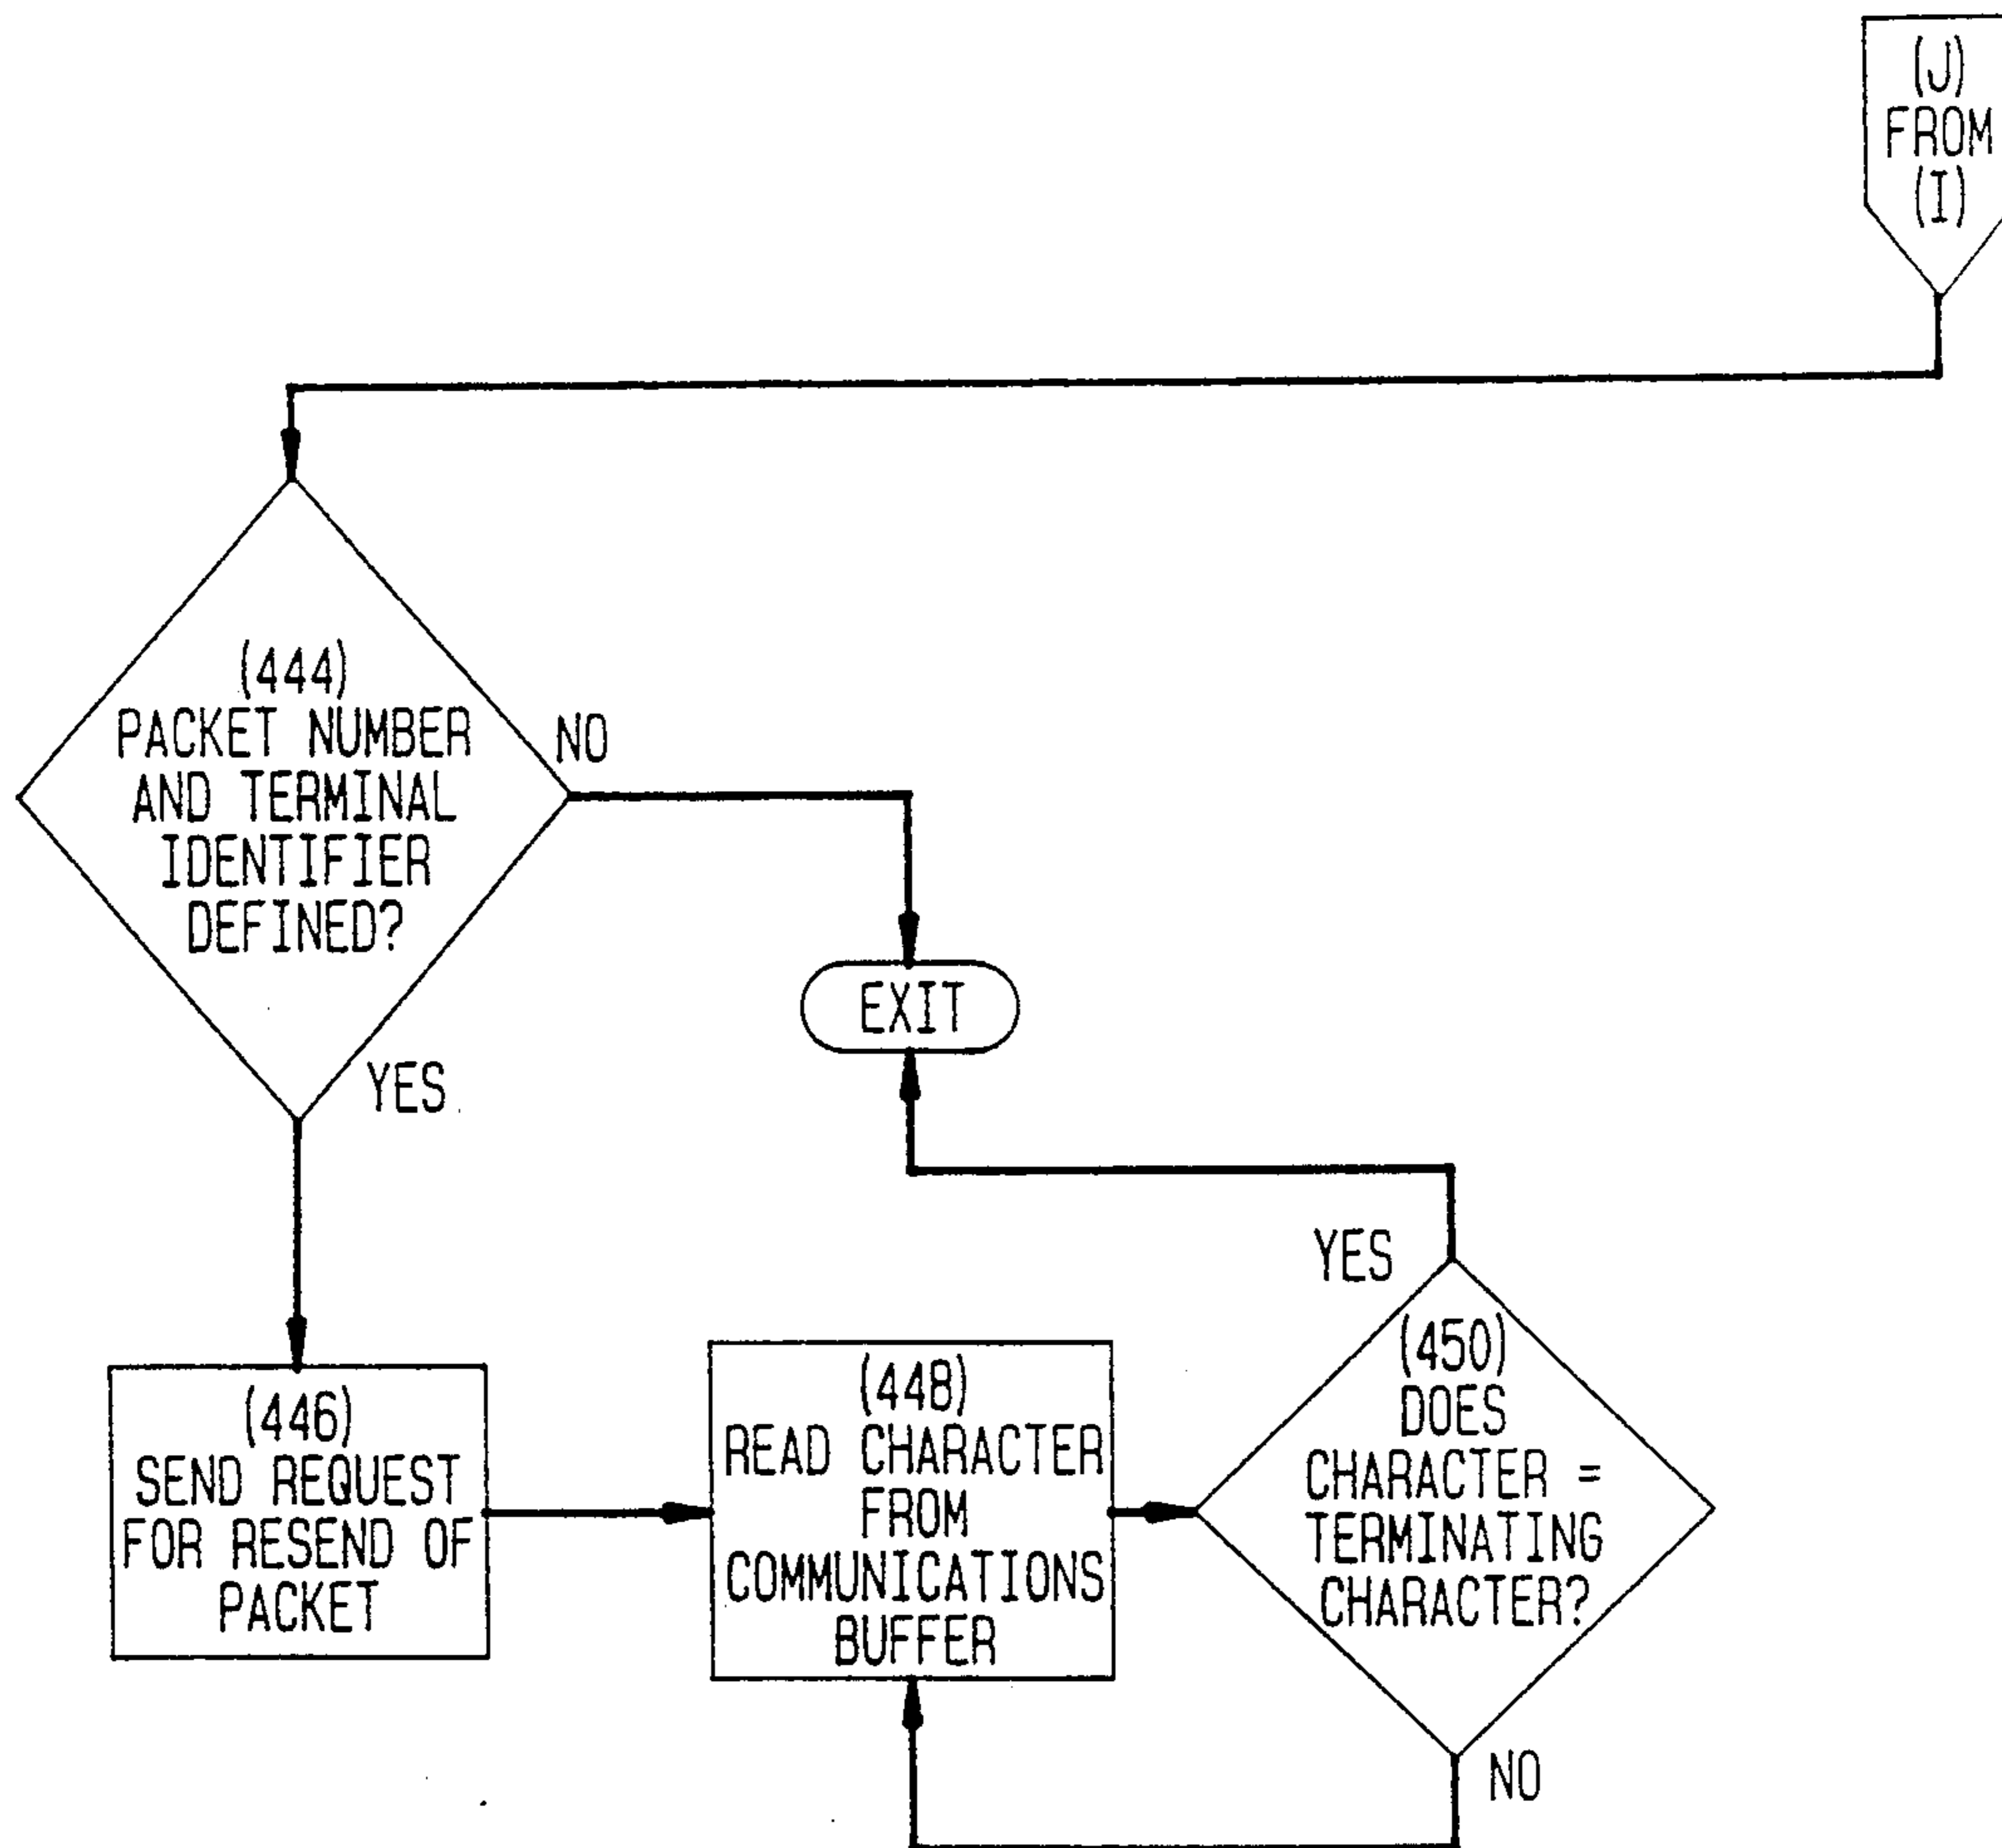 (J)
FROM
(I)
(444)
PACKET NUMBER
AND TERMINAL
IDENTIFIER
DEFINED?
NO
EXIT
YES
YES
(446)
SEND REQUEST
FOR RESEND OF
PACKET
(448)
READ CHARACTER
FROM
COMMUNICATIONS
BUFFER
(450)
DOES
CHARACTER =
TERMINATING
CHARACTER?
NO